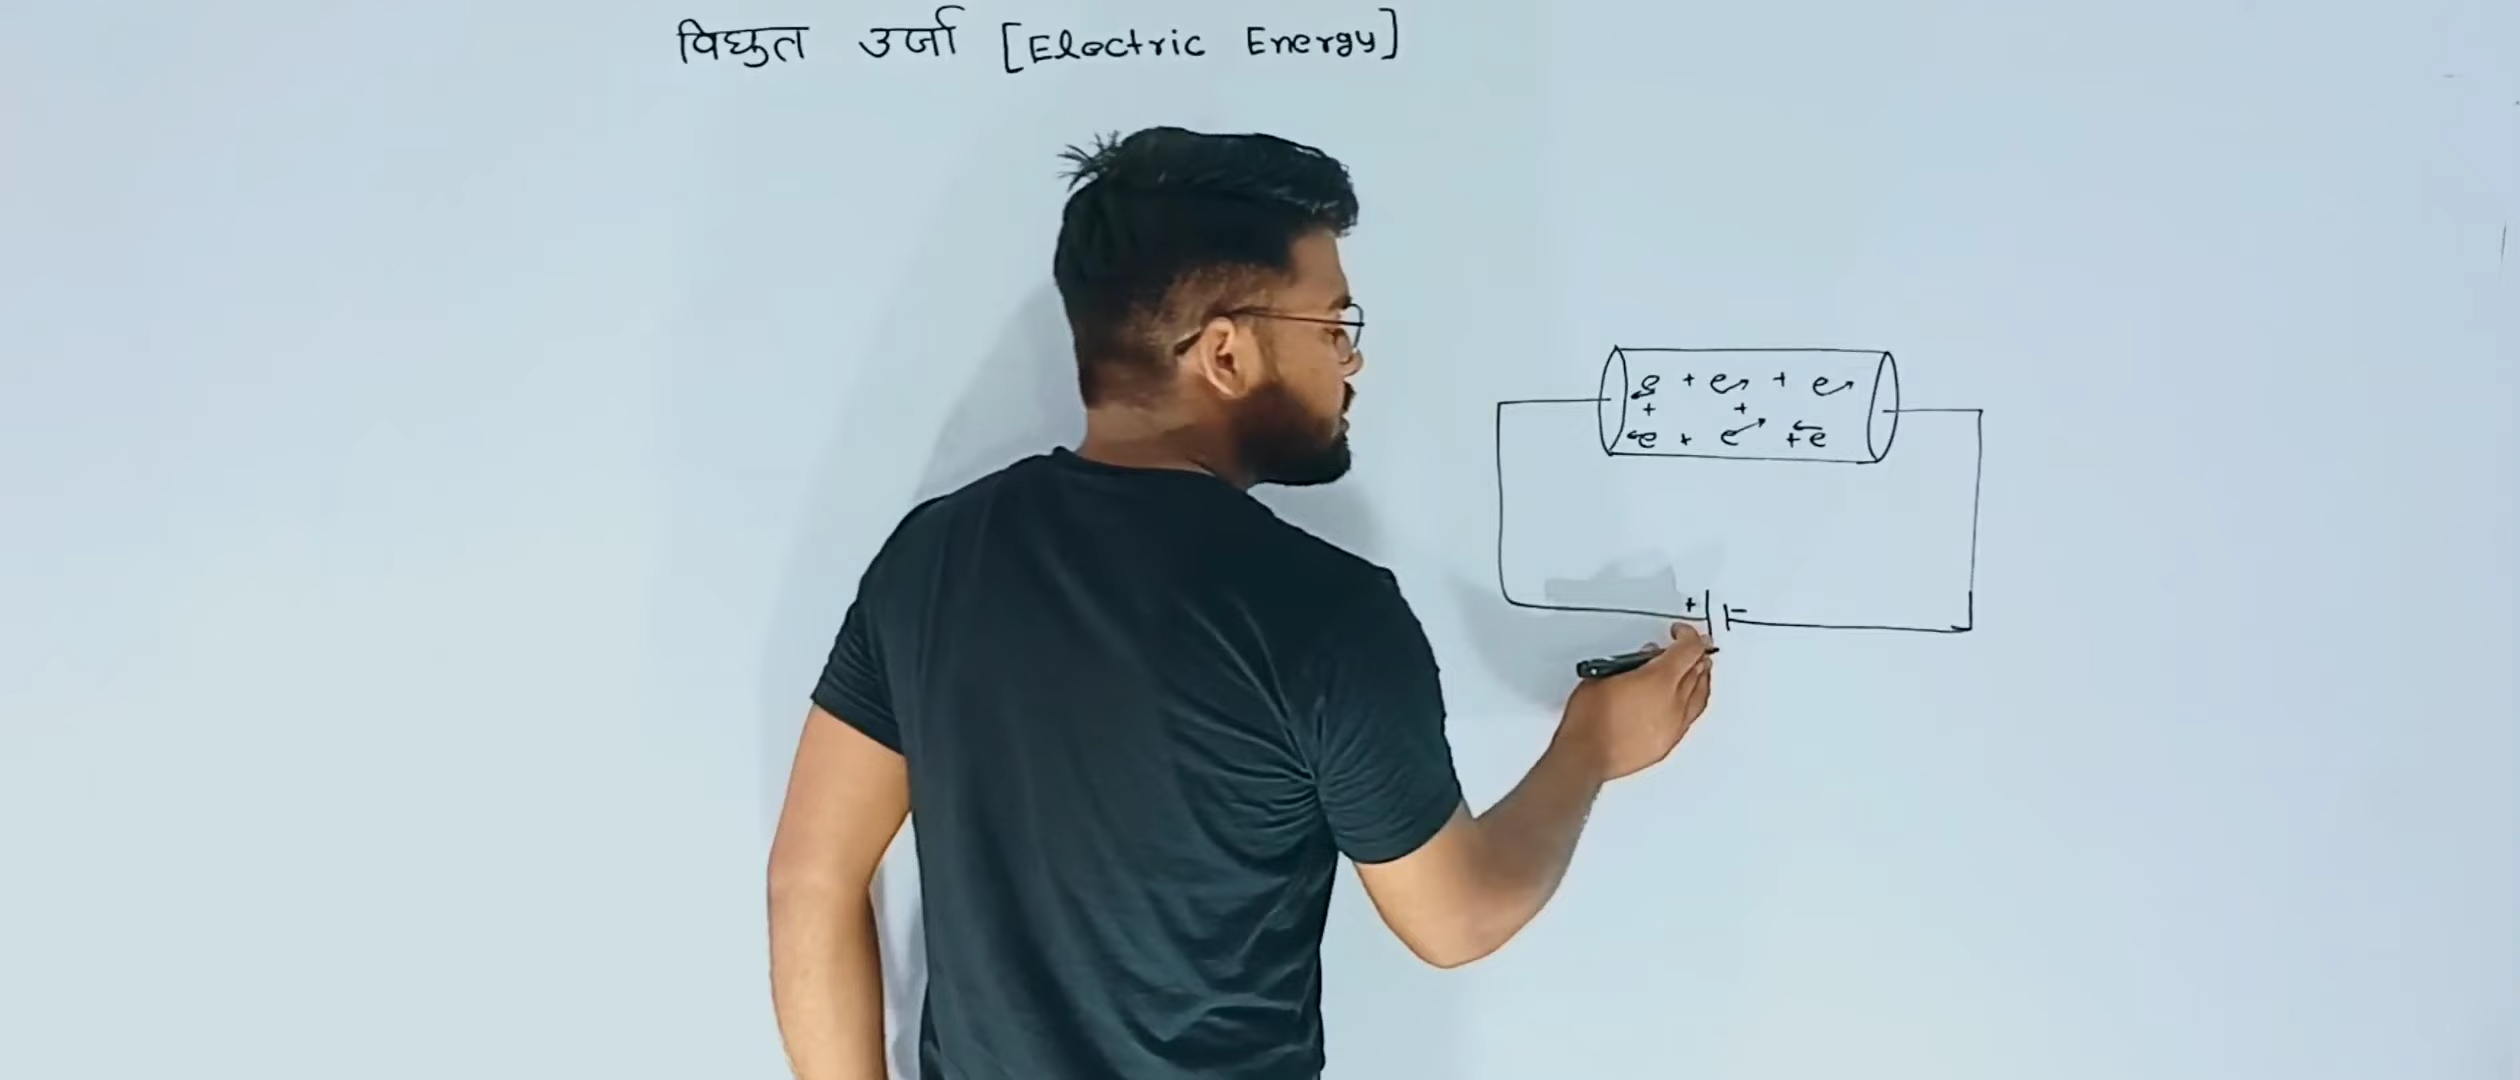 विघुत उर्जा [Electric Energy]
e + e + e
+ +
e + e + e
+ -